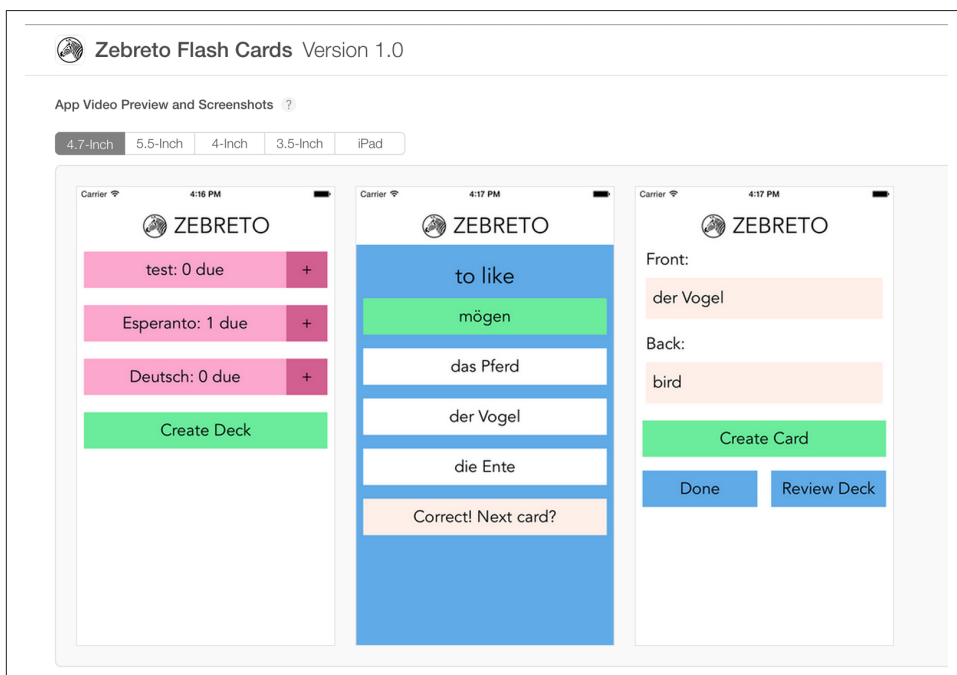 Zebreto Flash Cards Version 1.0
App Video Preview and Screenshots ?
4.7-Inch 5.5-Inch 4-Inch 3.5-Inch iPad
Carrier 4:16 PM
ZEBRETO
test: 0 due +
Esperanto: 1 due +
Deutsch: 0 due +
Create Deck
Carrier 4:17 PM
ZEBRETO
to like
mögen
das Pferd
der Vogel
die Ente
Correct! Next card?
Carrier 4:17 PM
ZEBRETO
Front:
der Vogel
Back:
bird
Create Card
Done Review Deck